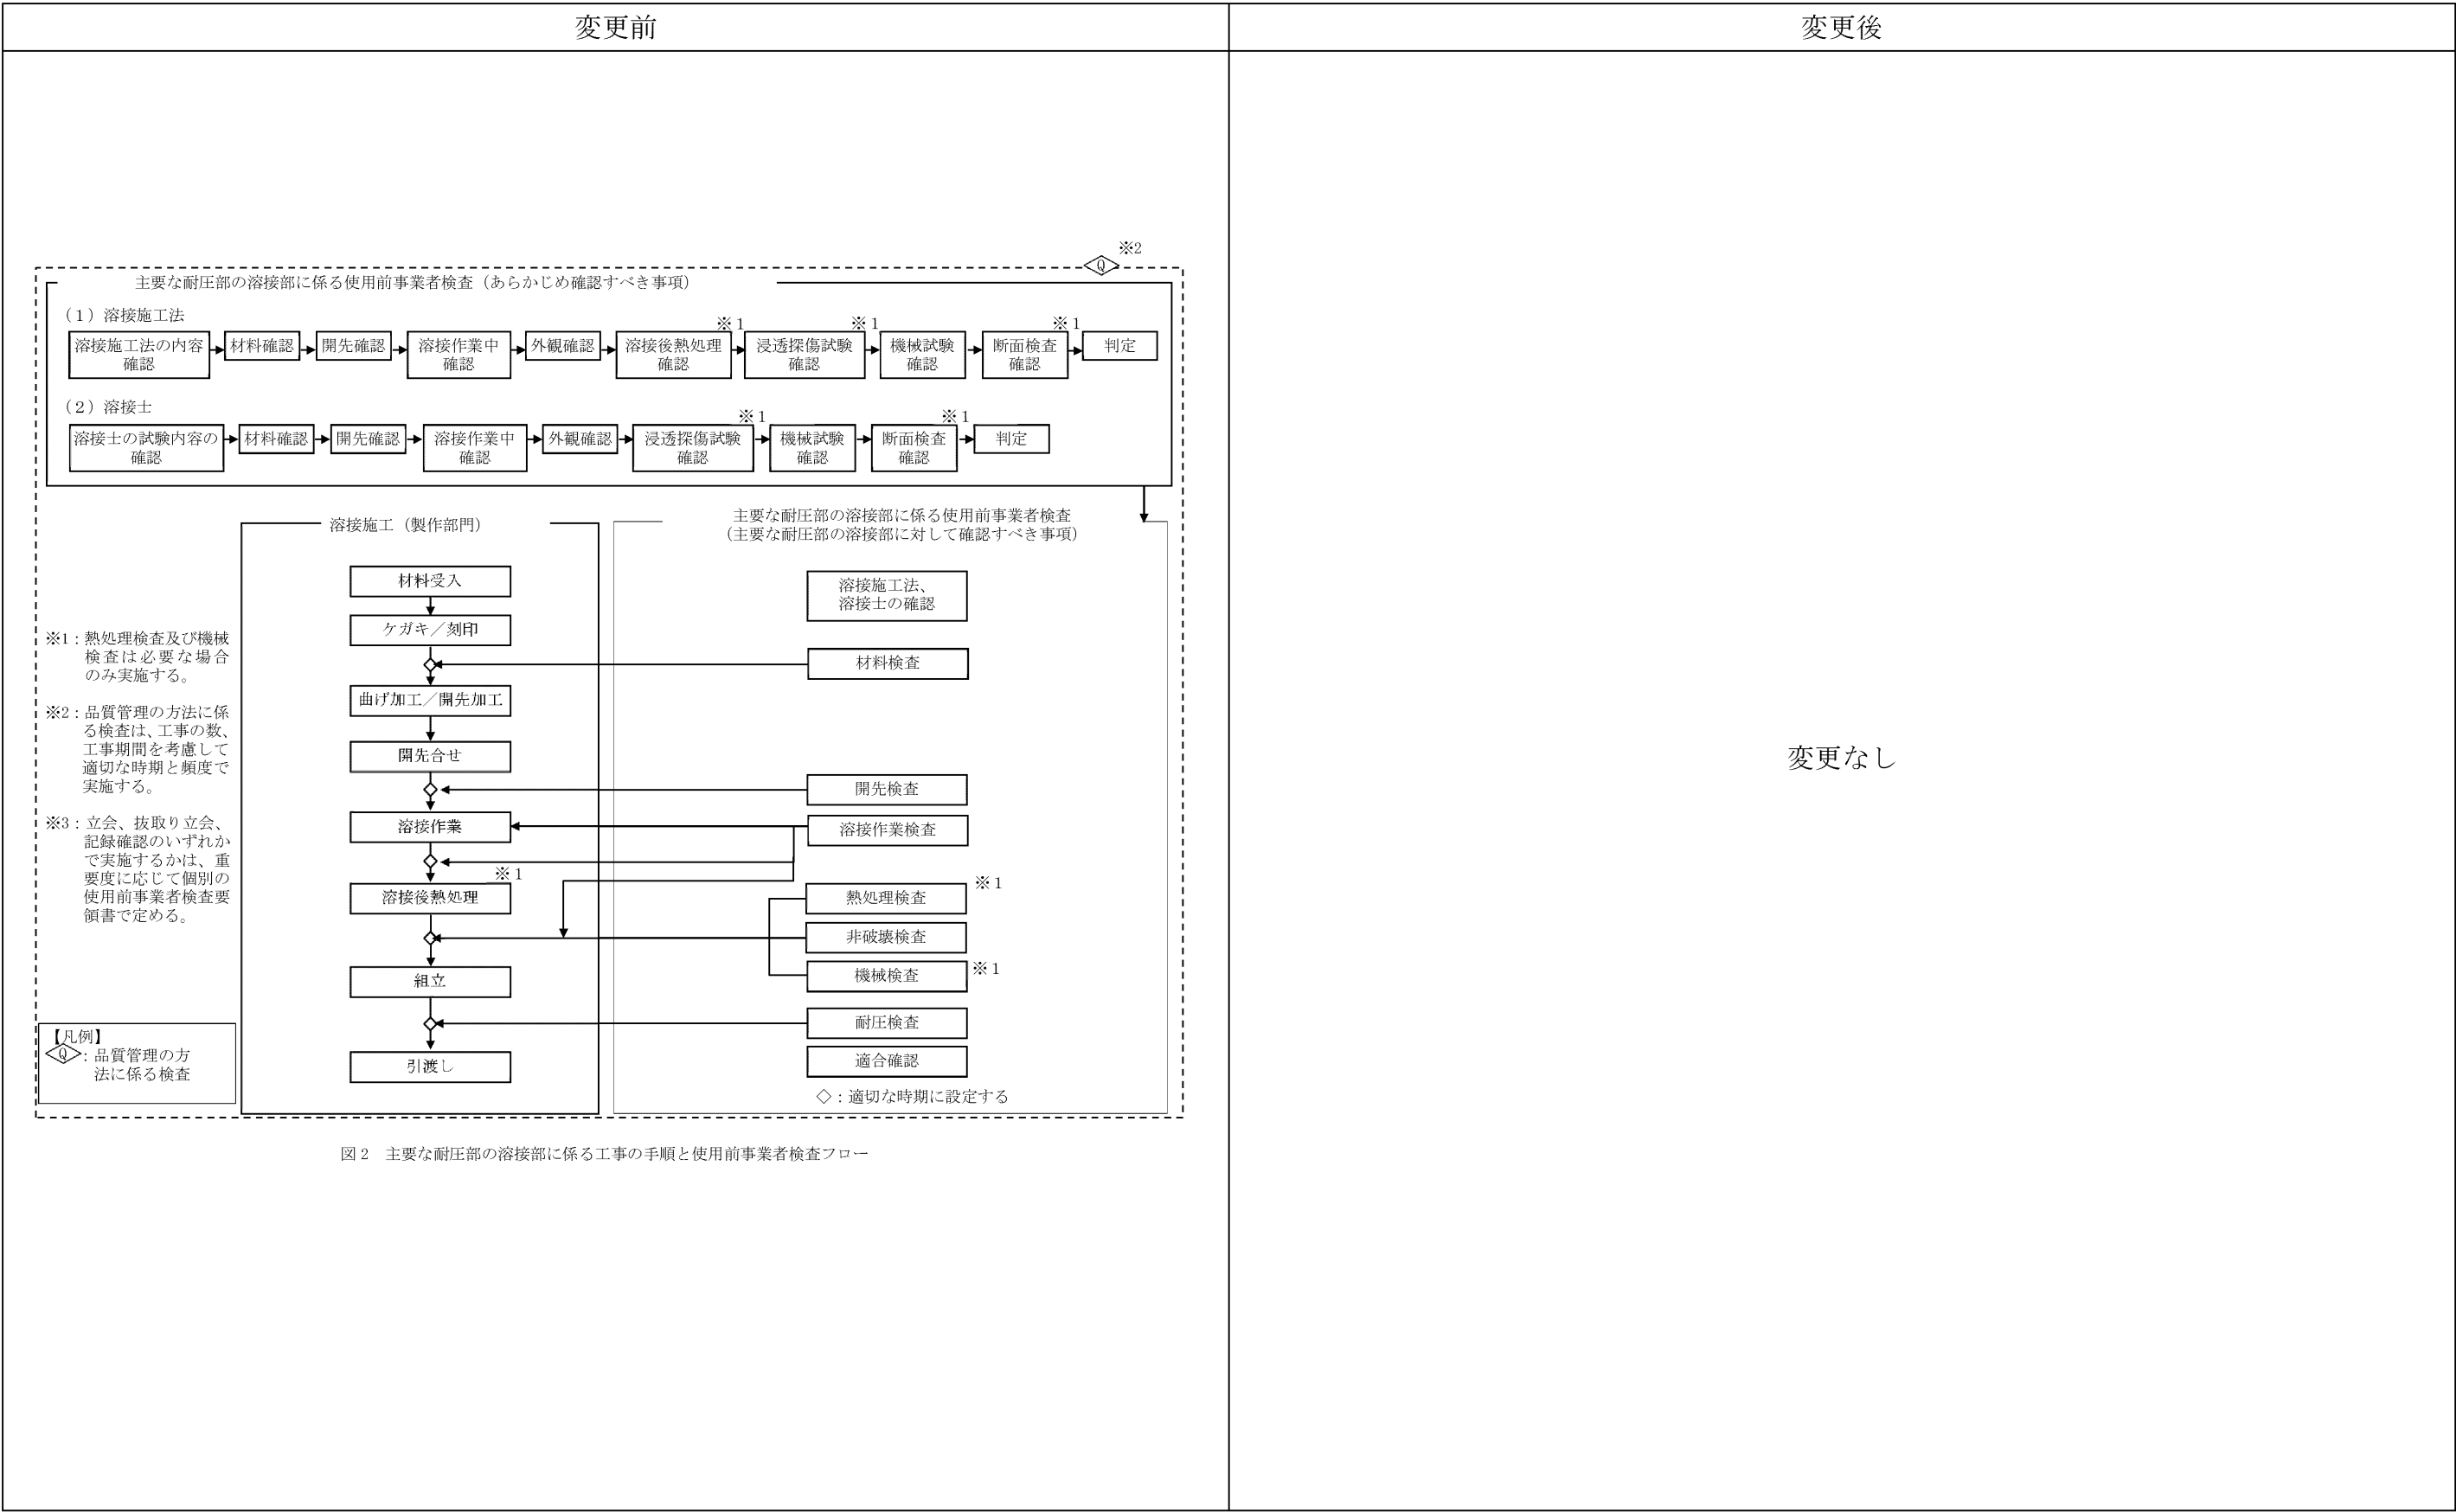 変更前
変更後
※2
Q
主要な耐圧部の溶接部に係る使用前事業者検査（あらかじめ確認すべき事項）
（1）溶接施工法
※1
※1
※1
溶接施工法の内容
確認
材料確認
開先確認
溶接作業中
確認
外観確認
溶接後熱処理
確認
浸透探傷試験
確認
機械試験
確認
断面検査
確認
判定
（2）溶接士
※1
※1
溶接士の試験内容の
確認
材料確認
開先確認
溶接作業中
確認
外観確認
浸透探傷試験
確認
機械試験
確認
断面検査
確認
判定
※1：熱処理検査及び機械
検査は必要な場合
のみ実施する。
※2：品質管理の方法に係
る検査は、工事の数、
工事期間を考慮して
適切な時期と頻度で
実施する。
※3：立会、抜取り立会、
記録確認のいずれか
で実施するかは、重
要度に応じて個別の
使用前事業者検査要
領書で定める。
【凡例】
Q：品質管理の方
法に係る検査
溶接施工（製作部門）
材料受入
ケガキ／刻印
曲げ加工／開先加工
開先合せ
溶接作業
※1
溶接後熱処理
組立
引渡し
主要な耐圧部の溶接部に係る使用前事業者検査
（主要な耐圧部の溶接部に対して確認すべき事項）
溶接施工法、
溶接士の確認
材料検査
開先検査
溶接作業検査
熱処理検査
※1
非破壊検査
機械検査
※1
耐圧検査
適合確認
◇：適切な時期に設定する
図2　主要な耐圧部の溶接部に係る工事の手順と使用前事業者検査フロー
変更なし